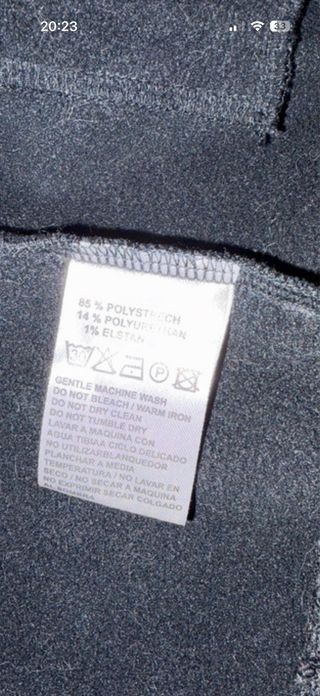 20:23
33
85 % POLYSTRECH
14 % POLYURETHAN
1% ELSTAN
30
P
GENTLE MACHINE WASH
DO NOT BLEACH / WARM IRON
DO NOT DRY CLEAN
DO NOT TUMBLE DRY
LAVAR A MAQUINA CON
AGUA TIBIA/A CICLO DELICADO
NO UTILIZARBLANQUEDOR
PLANCHAR A MEDIA
TEMPERATURA / NO LAVAR EN
SECO / NO SECAR A MAQUINA
NO EXPRIMIR SECAR COLGADO